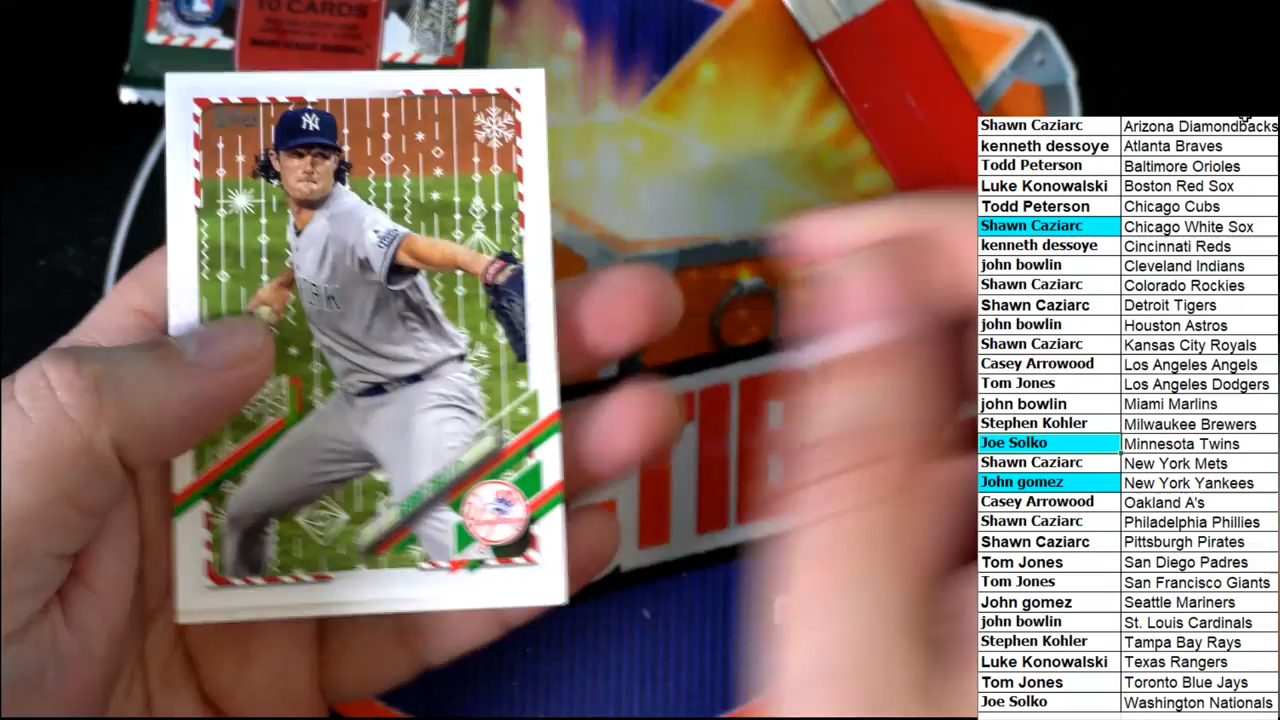 10 CARDS
MAJOR LEAGUE BASEBALL
NY
TIB
Shawn Caziarc Arizona Diamondbacks
kenneth dessoye Atlanta Braves
Todd Peterson Baltimore Orioles
Luke Konowalski Boston Red Sox
Todd Peterson Chicago Cubs
Shawn Caziarc Chicago White Sox
kenneth dessoye Cincinnati Reds
john bowlin Cleveland Indians
Shawn Caziarc Colorado Rockies
Shawn Caziarc Detroit Tigers
john bowlin Houston Astros
Shawn Caziarc Kansas City Royals
Casey Arrowood Los Angeles Angels
Tom Jones Los Angeles Dodgers
john bowlin Miami Marlins
Stephen Kohler Milwaukee Brewers
Joe Solko Minnesota Twins
Shawn Caziarc New York Mets
John gomez New York Yankees
Casey Arrowood Oakland A's
Shawn Caziarc Philadelphia Phillies
Shawn Caziarc Pittsburgh Pirates
Tom Jones San Diego Padres
Tom Jones San Francisco Giants
John gomez Seattle Mariners
john bowlin St. Louis Cardinals
Stephen Kohler Tampa Bay Rays
Luke Konowalski Texas Rangers
Tom Jones Toronto Blue Jays
Joe Solko Washington Nationals